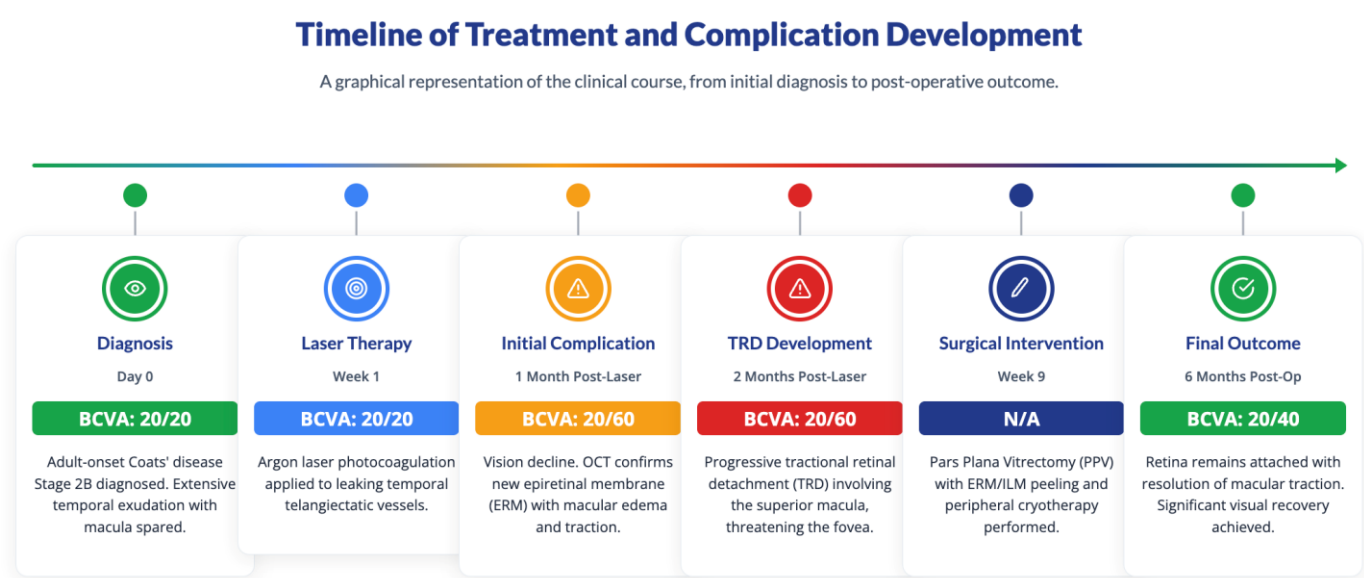 Timeline of Treatment and Complication Development
A graphical representation of the clinical course, from initial diagnosis to post-operative outcome.
Diagnosis
Day 0
BCVA: 20/20
Adult-onset Coats' disease
Stage 2B diagnosed. Extensive
temporal exudation with
macula spared.
Laser Therapy
Week 1
BCVA: 20/20
Argon laser photocoagulation
applied to leaking temporal
telangiectatic vessels.
Initial Complication
1 Month Post-Laser
BCVA: 20/60
Vision decline. OCT confirms
new epiretinal membrane
(ERM) with macular edema
and traction.
TRD Development
2 Months Post-Laser
BCVA: 20/60
Progressive tractional retinal
detachment (TRD) involving
the superior macula,
threatening the fovea.
Surgical Intervention
Week 9
N/A
Pars Plana Vitrectomy (PPV)
with ERM/ILM peeling and
peripheral cryotherapy
performed.
Final Outcome
6 Months Post-Op
BCVA: 20/40
Retina remains attached with
resolution of macular traction.
Significant visual recovery
achieved.